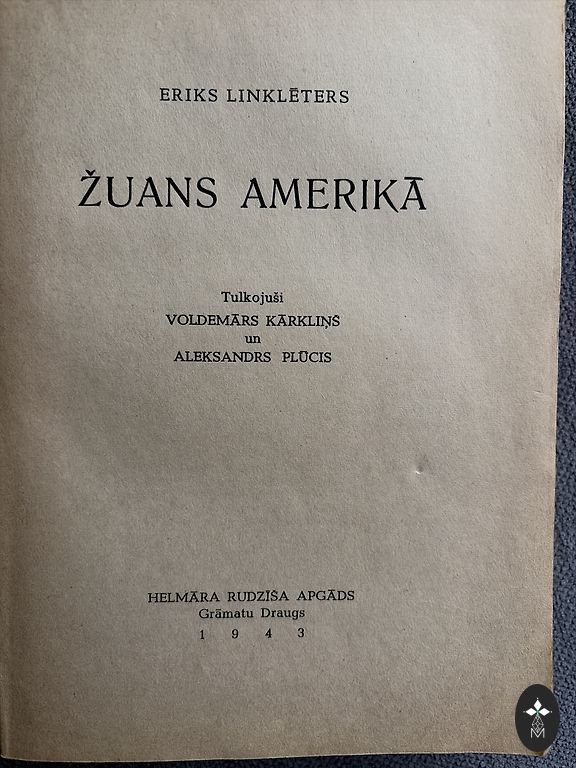 ERIKS LINKLĒTERS
ŽUANS AMERIKĀ
Tulkojuši
VOLDEMĀRS KĀRKLIŅŠ
un
ALEKSANDRS PLŪCIS
HELMĀRA RUDZĪŠA APGĀDS
Grāmatu Draugs
1 9 4 3
M